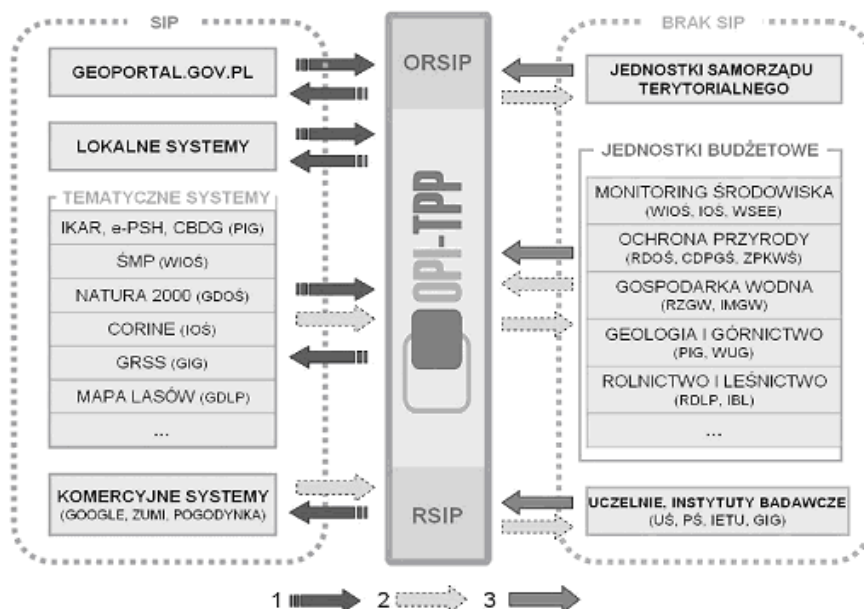 SIP
GEOPORTAL.GOV.PL
LOKALNE SYSTEMY
TEMATYCZNE SYSTEMY
IKAR, e-PSH, CBDG (PIG)
ŚMP (WIOŚ)
NATURA 2000 (GDOŚ)
CORINE (IOŚ)
GRSS (GIG)
MAPA LASÓW (GDLP)
...
KOMERCYJNE SYSTEMY
(GOOGLE, ZUMI, POGODYNKA)
ORSIP
OPI-TPP
RSIP
BRAK SIP
JEDNOSTKI SAMORZĄDU
TERYTORIALNEGO
JEDNOSTKI BUDŻETOWE
MONITORING ŚRODOWISKA
(WIOŚ, IOŚ, WSEE)
OCHRONA PRZYRODY
(RDOŚ, CDPGŚ, ZPKWŚ)
GOSPODARKA WODNA
(RZGW, IMGW)
GEOLOGIA I GÓRNICTWO
(PIG, WUG)
ROLNICTWO I LEŚNICTWO
(RDLP, IBL)
...
UCZELNIE, INSTYTUTY BADAWCZE
(UŚ, PŚ, IETU, GIG)
1 2 3